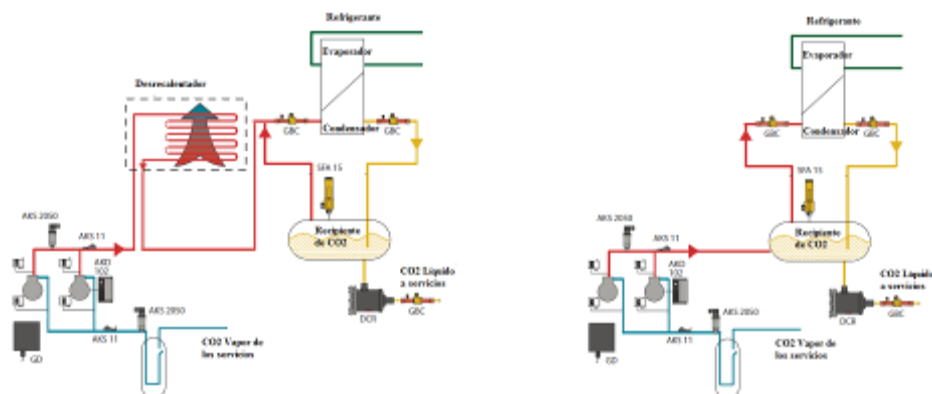 Refrigerante
Evaporador
Desrecalentador
Condensador
GBC
GBC
SFA 15
AKS 2050
AKS 11
Recipiente
de CO2
AKD
102
CO2 Líquido
a servicios
DCR
GBC
AKS 2050
AKS 11
CO2 Vapor de
los servicios
GD
Refrigerante
Evaporador
GBC
GBC
Condensador
SFA 15
AKS 2050
AKS 11
Recipiente
de CO2
AKD
102
CO2 Líquido
a servicios
DCR
GBC
AKS 2050
AKS 11
CO2 Vapor de
los servicios
GD